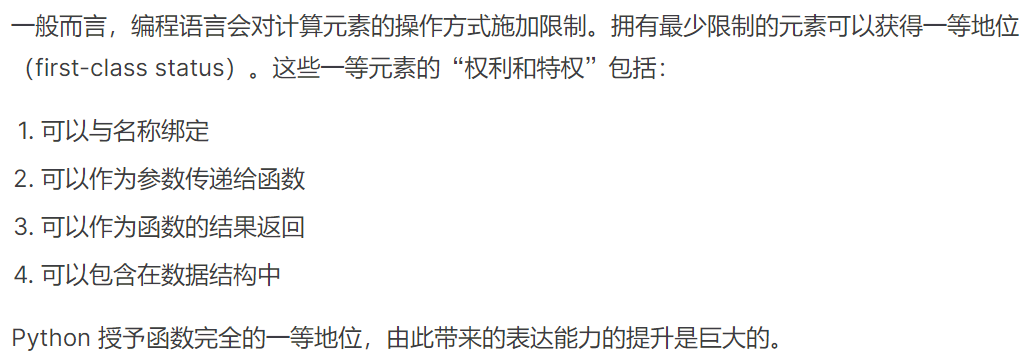 一般而言，编程语言会对计算元素的操作方式施加限制。拥有最少限制的元素可以获得一等地位
（first-class status）。这些一等元素的“权利和特权”包括：
1. 可以与名称绑定
2. 可以作为参数传递给函数
3. 可以作为函数的结果返回
4. 可以包含在数据结构中
Python 授予函数完全的一等地位，由此带来的表达能力的提升是巨大的。